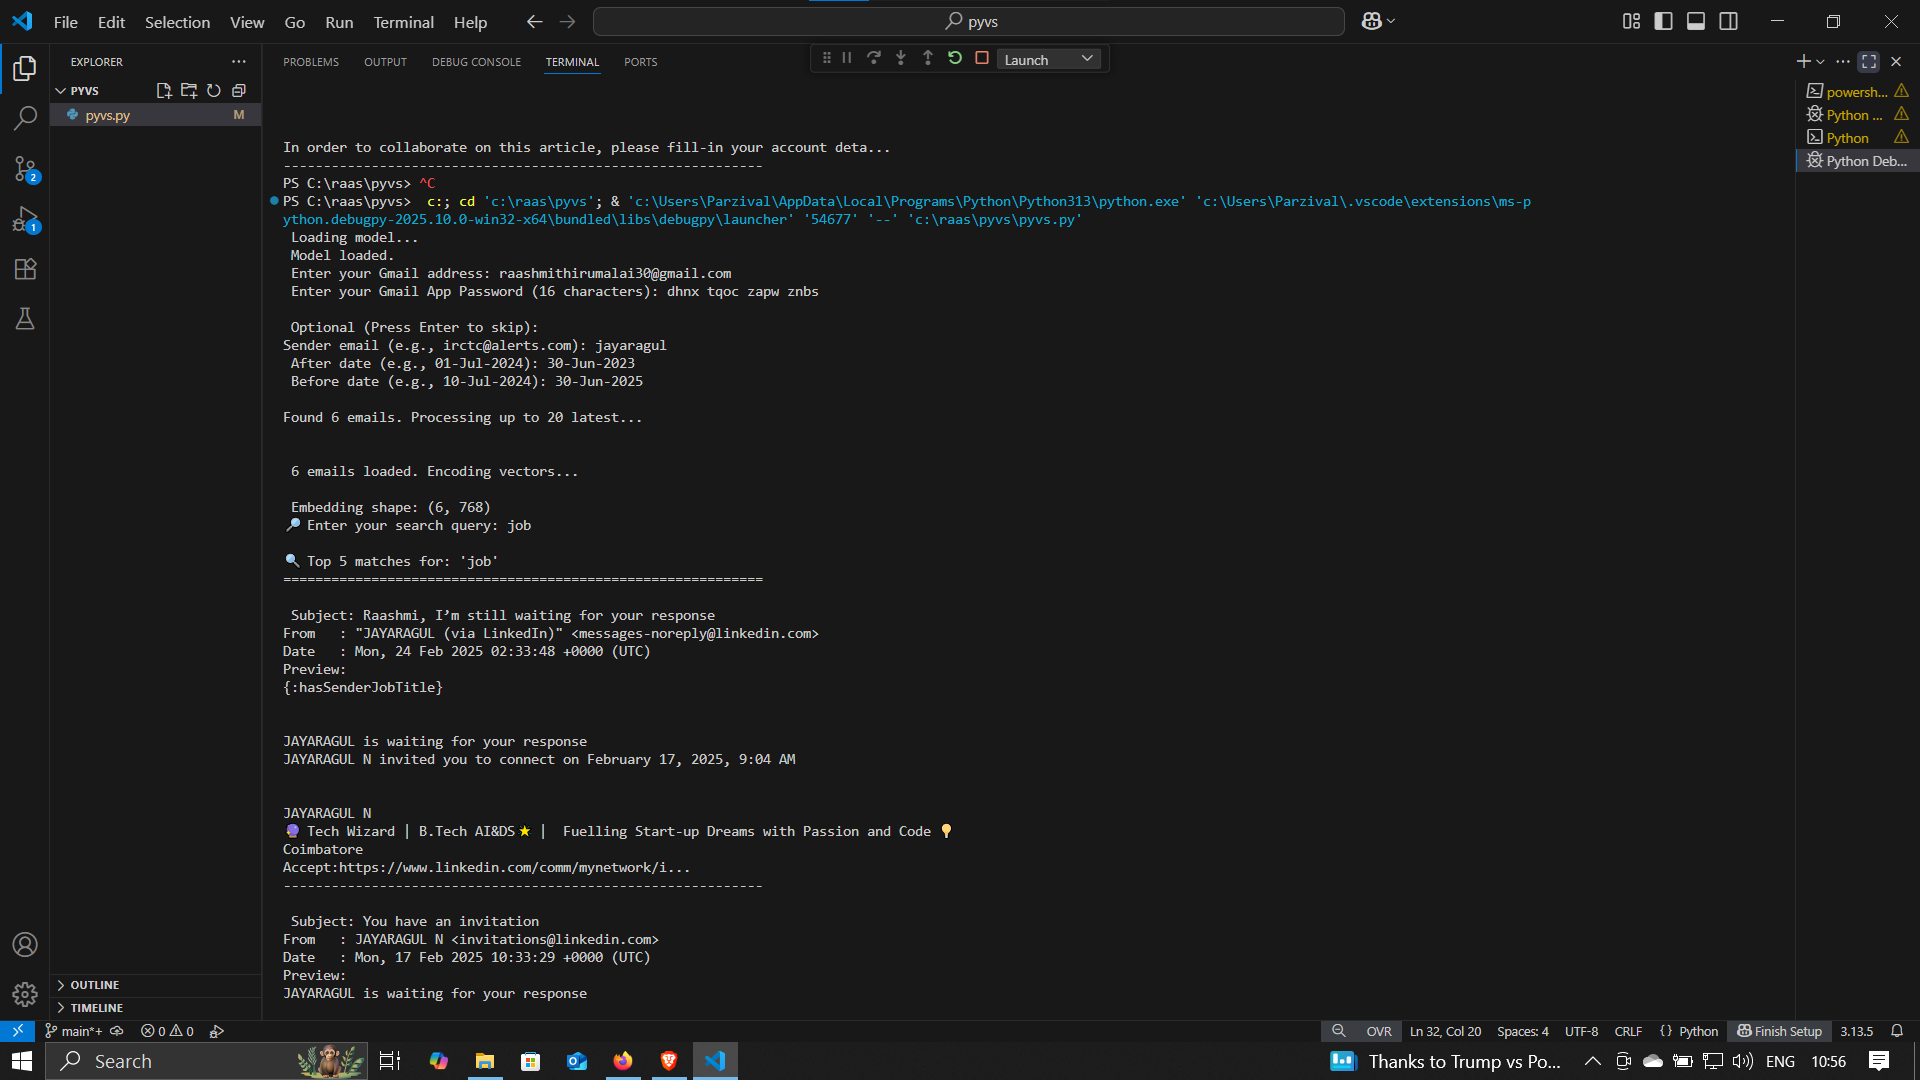 File Edit Selection View Go Run Terminal Help
pyvs
EXPLORER
PROBLEMS OUTPUT DEBUG CONSOLE TERMINAL PORTS
Launch
PYVS
pyvs.py M
2
1
powersh...
Python ...
Python
Python Deb...
In order to collaborate on this article, please fill-in your account deta...
------------------------------------------------------------
PS C:\raas\pyvs> ^C
PS C:\raas\pyvs>  c:; cd 'c:\raas\pyvs'; & 'c:\Users\Parzival\AppData\Local\Programs\Python\Python313\python.exe' 'c:\Users\Parzival\.vscode\extensions\ms-p
ython.debugpy-2025.10.0-win32-x64\bundled\libs\debugpy\launcher' '54677' '--' 'c:\raas\pyvs\pyvs.py'
Loading model...
Model loaded.
Enter your Gmail address: raashmithirumalai30@gmail.com
Enter your Gmail App Password (16 characters): dhnx tqoc zapw znbs
Optional (Press Enter to skip):
Sender email (e.g., irctc@alerts.com): jayaragul
After date (e.g., 01-Jul-2024): 30-Jun-2023
Before date (e.g., 10-Jul-2024): 30-Jun-2025
Found 6 emails. Processing up to 20 latest...
6 emails loaded. Encoding vectors...
Embedding shape: (6, 768)
🔎 Enter your search query: job
🔍 Top 5 matches for: 'job'
============================================================
Subject: Raashmi, I’m still waiting for your response
From   : "JAYARAGUL (via LinkedIn)" <messages-noreply@linkedin.com>
Date   : Mon, 24 Feb 2025 02:33:48 +0000 (UTC)
Preview:
{:hasSenderJobTitle}
JAYARAGUL is waiting for your response
JAYARAGUL N invited you to connect on February 17, 2025, 9:04 AM
JAYARAGUL N
🔮 Tech Wizard | B.Tech AI&DS⭐ |  Fuelling Start-up Dreams with Passion and Code 💡
Coimbatore
Accept:https://www.linkedin.com/comm/mynetwork/i...
------------------------------------------------------------
Subject: You have an invitation
From   : JAYARAGUL N <invitations@linkedin.com>
Date   : Mon, 17 Feb 2025 10:33:29 +0000 (UTC)
Preview:
JAYARAGUL is waiting for your response
OUTLINE
TIMELINE
main*+ 0 0 OVR Ln 32, Col 20 Spaces: 4 UTF-8 CRLF {} Python Finish Setup 3.13.5
Search Thanks to Trump vs Po... ENG 10:56